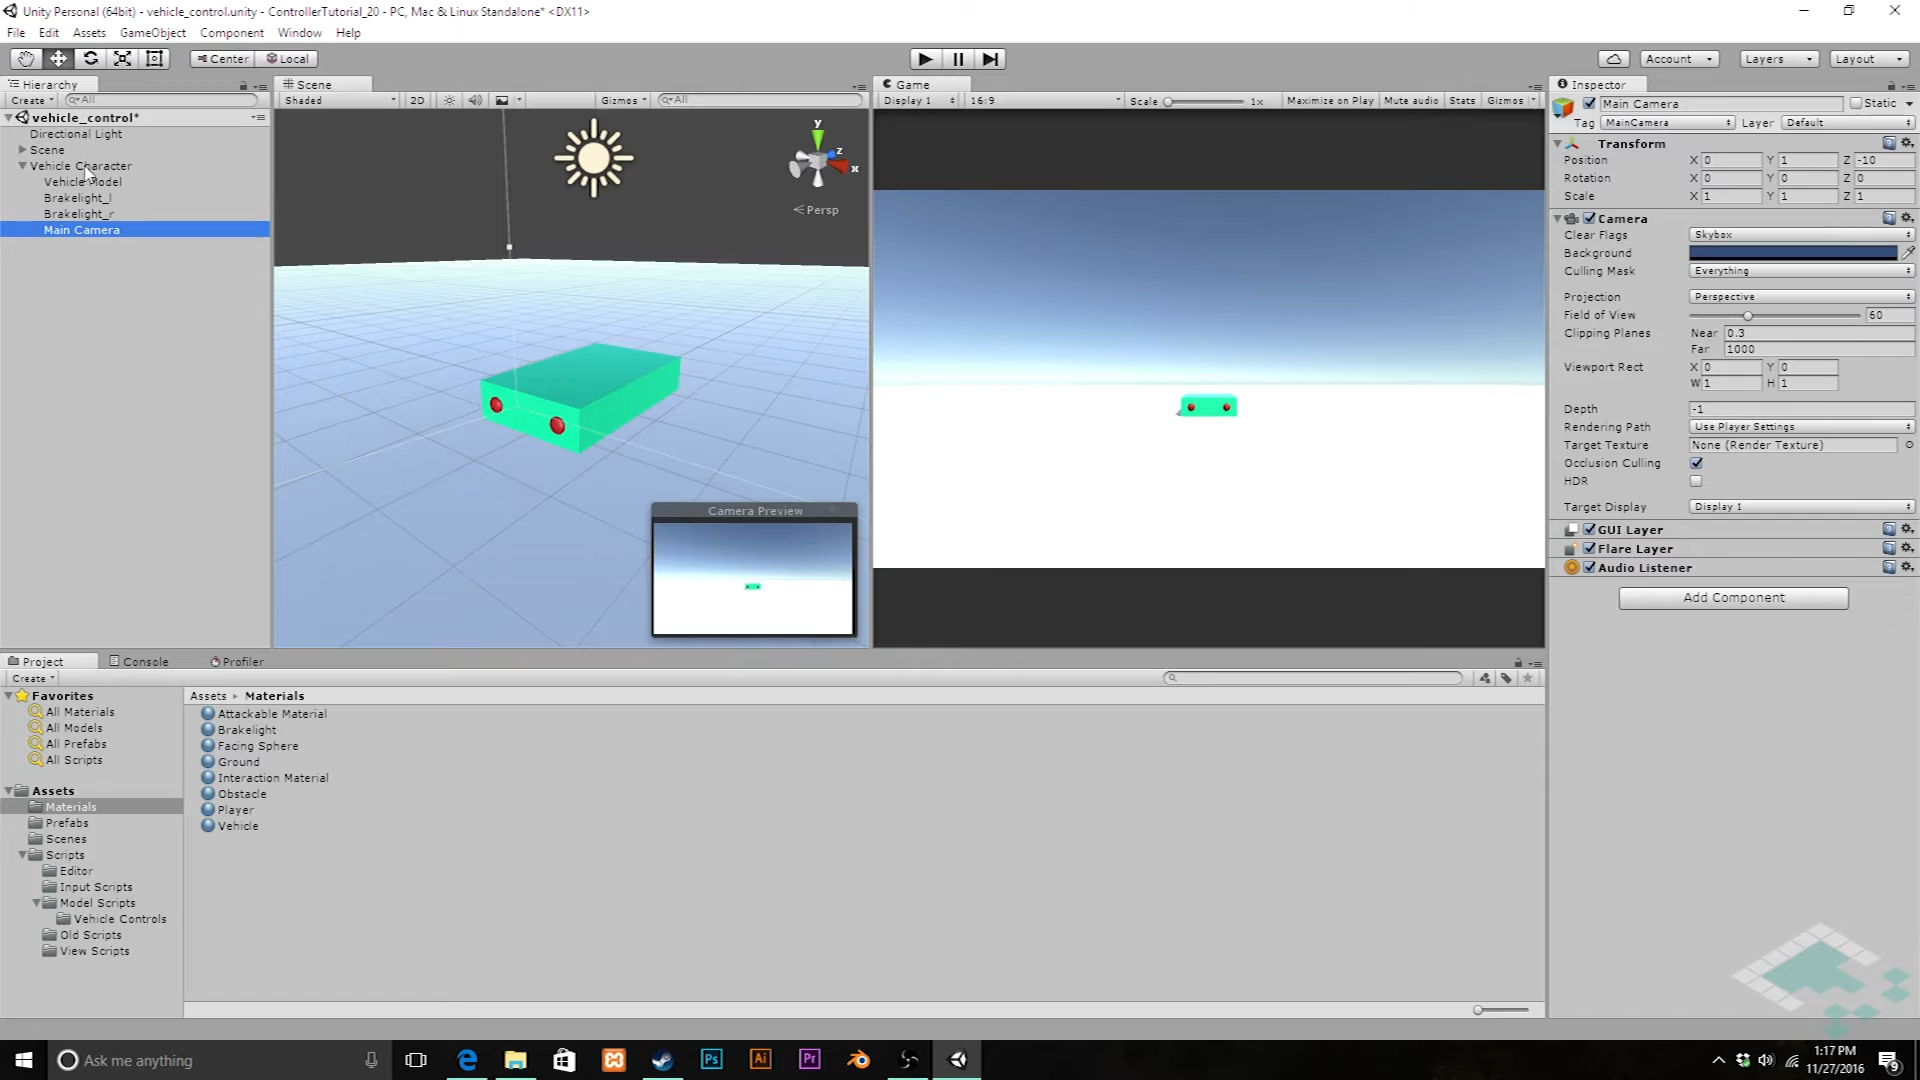 Unity Personal (64bit) - vehicle_control.unity - ControllerTutorial_20 - PC, Mac & Linux Standalone* <DX11>
File Edit Assets GameObject Component Window Help
Center Local Account Layers Layout
Hierarchy
Create All
vehicle_control*
Directional Light
Scene
Vehicle Character
Vehicle Model
Brakelight_l
Brakelight_r
Main Camera
Scene
Shaded 2D Gizmos All
y
z
x
Persp
Camera Preview
Game
Display 1 16:9 Scale 1x Maximize on Play Mute audio Stats Gizmos
Inspector
Main Camera Static
Tag MainCamera Layer Default
Transform
Position X 0 Y 1 Z -10
Rotation X 0 Y 0 Z 0
Scale X 1 Y 1 Z 1
Camera
Clear Flags Skybox
Background
Culling Mask Everything
Projection Perspective
Field of View 60
Clipping Planes Near 0.3
Far 1000
Viewport Rect X 0 Y 0
W 1 H 1
Depth -1
Rendering Path Use Player Settings
Target Texture None (Render Texture)
Occlusion Culling
HDR
Target Display Display 1
GUI Layer
Flare Layer
Audio Listener
Add Component
Project Console Profiler
Create
Favorites
All Materials
All Models
All Prefabs
All Scripts
Assets
Materials
Prefabs
Scenes
Scripts
Editor
Input Scripts
Model Scripts
Vehicle Controls
Old Scripts
View Scripts
Assets Materials
Attackable Material
Brakelight
Facing Sphere
Ground
Interaction Material
Obstacle
Player
Vehicle
Ask me anything
Ps Ai Pr
1:17 PM
11/27/2016
9